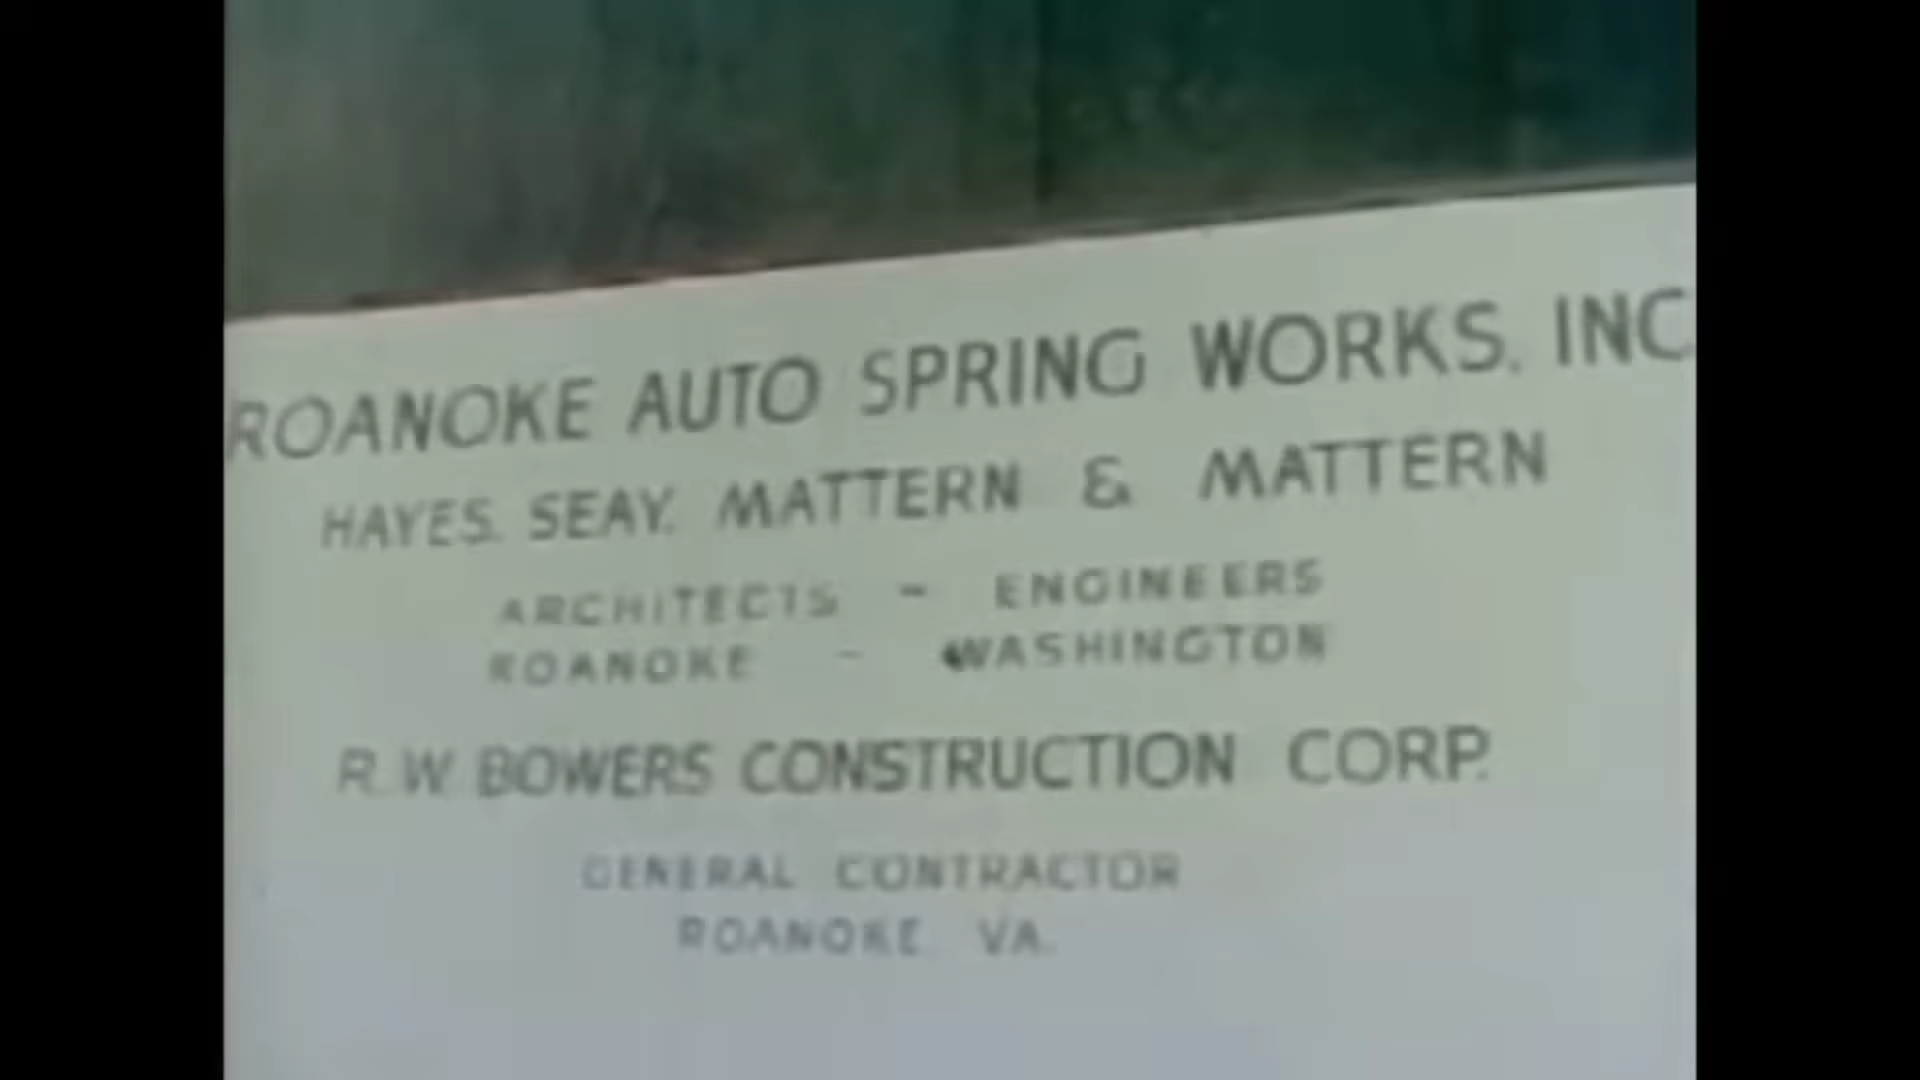 ROANOKE AUTO SPRING WORKS, INC
HAYES, SEAY, MATTERN & MATTERN
ARCHITECTS - ENGINEERS
ROANOKE - WASHINGTON
R. W. BOWERS CONSTRUCTION CORP.
GENERAL CONTRACTOR
ROANOKE, VA.